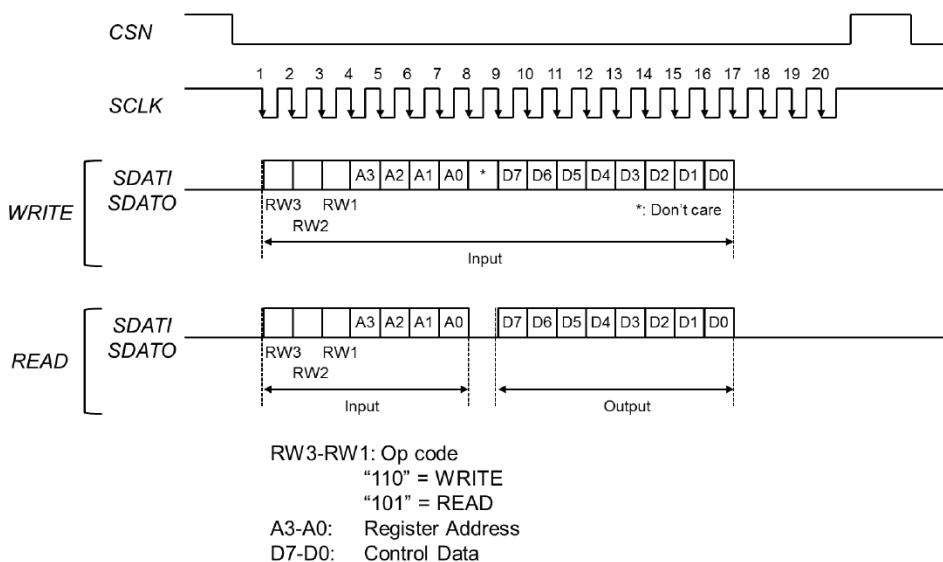 CSN
1 2 3 4 5 6 7 8 9 10 11 12 13 14 15 16 17 18 19 20
SCLK
WRITE
SDATI
SDATO
A3 A2 A1 A0 * D7 D6 D5 D4 D3 D2 D1 D0
RW3 RW1
RW2
*: Don't care
Input
READ
SDATI
SDATO
A3 A2 A1 A0 D7 D6 D5 D4 D3 D2 D1 D0
RW3 RW1
RW2
Input Output
RW3-RW1: Op code
“110” = WRITE
“101” = READ
A3-A0: Register Address
D7-D0: Control Data